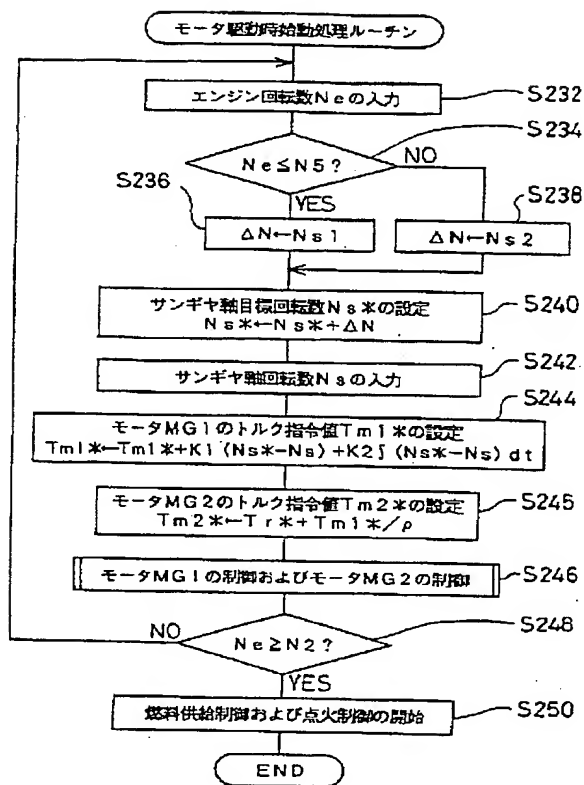 モータ駆動時始動処理ルーチン
エンジン回転数Neの入力
S232
S234
Ne≦N5?
NO
YES
S236
S238
ΔN←Ns1
ΔN←Ns2
サンギヤ軸目標回転数Ns*の設定
Ns*←Ns*+ΔN
S240
サンギヤ軸回転数Nsの入力
S242
S244
モータMG1のトルク指令値Tm1*の設定
Tm1*←Tm1*+K1(Ns*-Ns)+K2∫(Ns*-Ns)dt
モータMG2のトルク指令値Tm2*の設定
Tm2*←Tr*+Tm1*/ρ
S245
モータMG1の制御およびモータMG2の制御
S246
S248
Ne≧N2?
NO
YES
燃料供給制御および点火制御の開始
S250
END